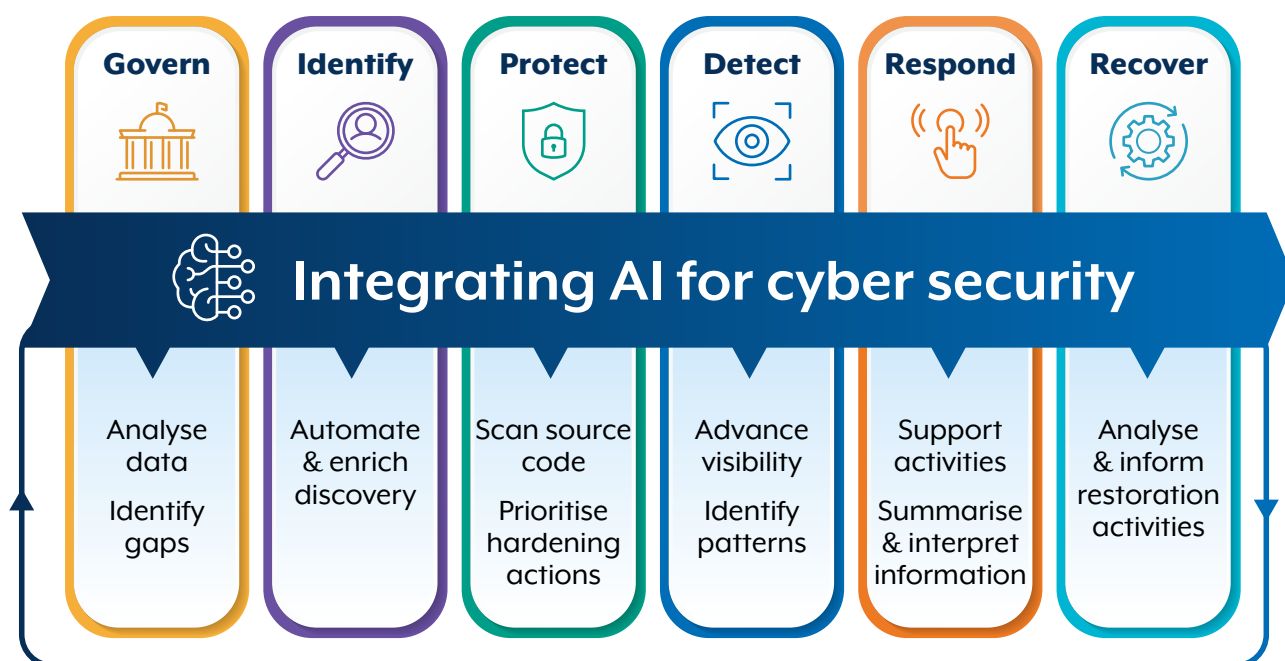 Govern
Identify
Protect
Detect
Respond
Recover
Integrating AI for cyber security
Analyse
data
Identify
gaps
Automate
& enrich
discovery
Scan source
code
Prioritise
hardening
actions
Advance
visibility
Identify
patterns
Support
activities
Summarise
& interpret
information
Analyse
& inform
restoration
activities